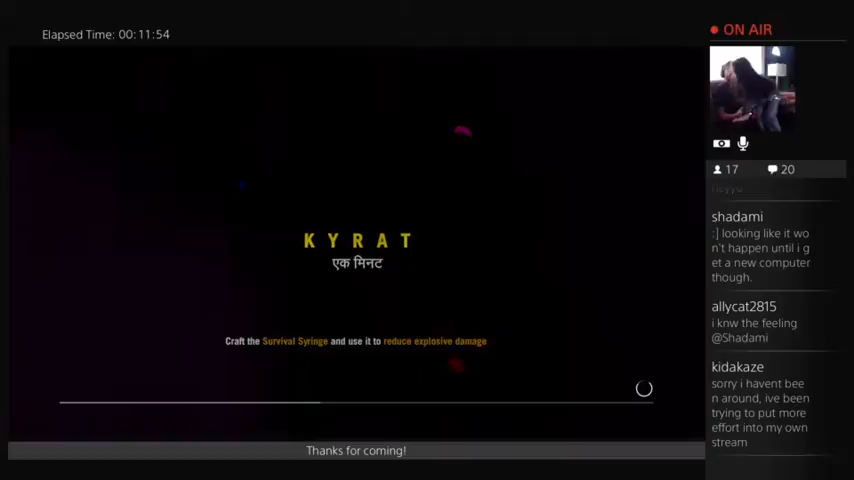 Elapsed Time: 00:11:54
ON AIR
KYRAT
एक मिनट
Craft the Survival Syringe and use it to reduce explosive damage
Thanks for coming!
17
20
shadami
:] looking like it wo
n't happen until i g
et a new computer
though.
allycat2815
i knw the feeling
@Shadami
kidakaze
sorry i havent bee
n around, ive been
trying to put more
effort into my own
stream